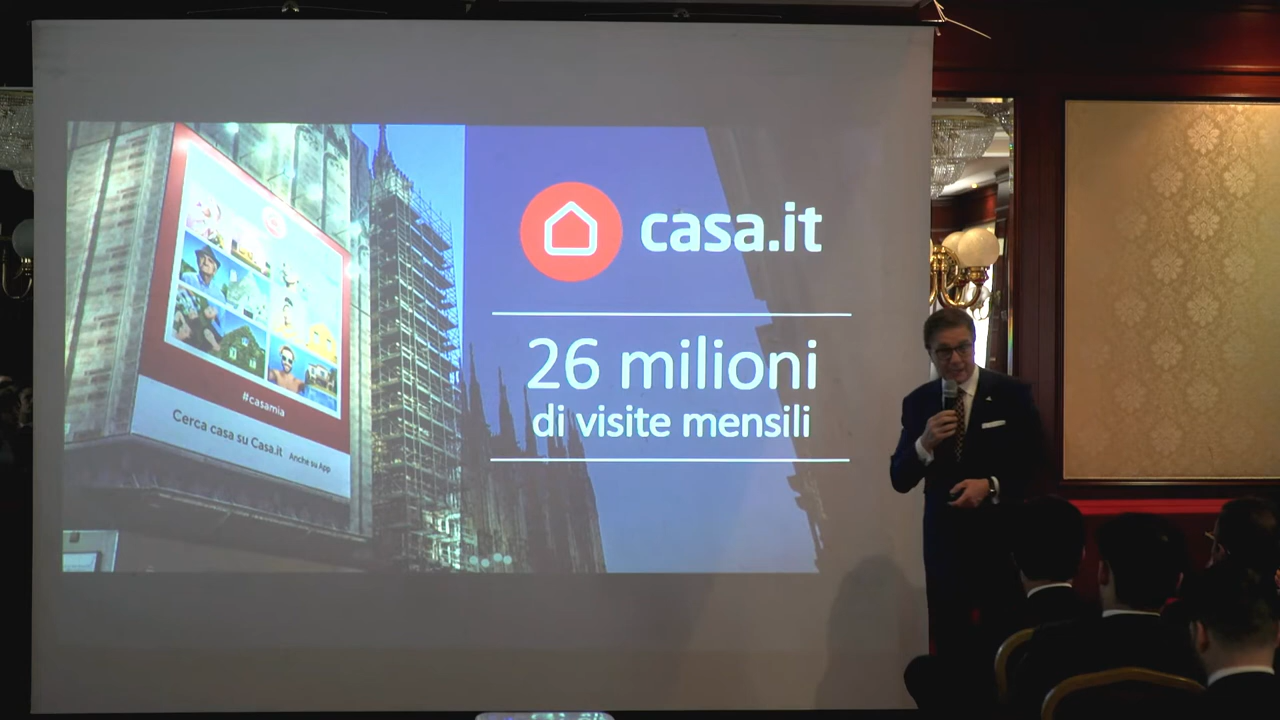 casa.it
26 milioni
di visite mensili
#casamia
Cerca casa su Casa.it Anche su App